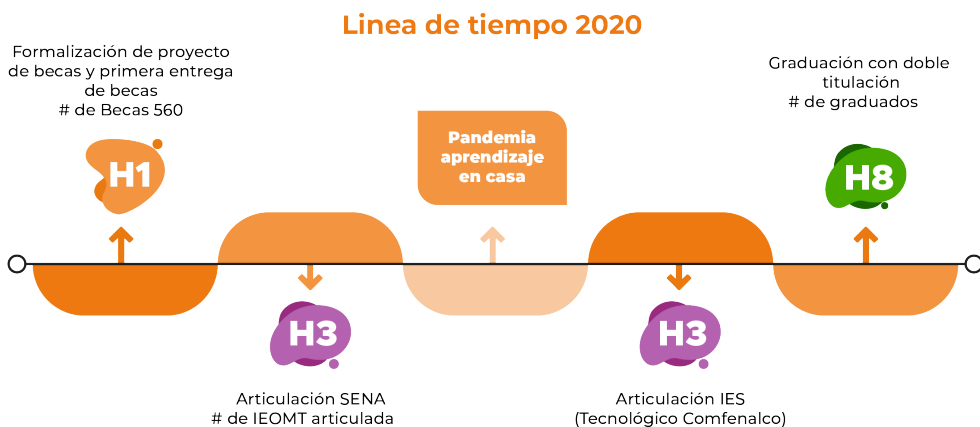 Linea de tiempo 2020
Formalización de proyecto
de becas y primera entrega
de becas
# de Becas 560
H1
Articulación SENA
# de IEOMT articulada
H3
Pandemia
aprendizaje
en casa
H3
Articulación IES
(Tecnológico Comfenalco)
Graduación con doble
titulación
# de graduados
H8